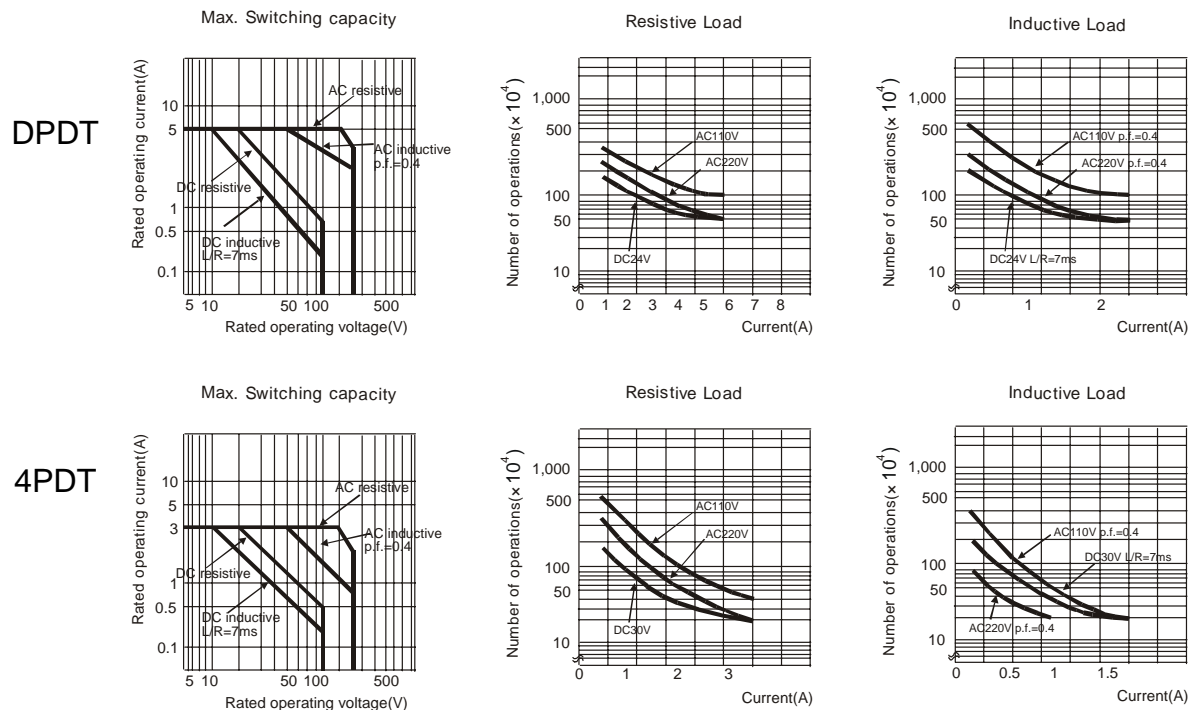 DPDT
Max. Switching capacity
Rated operating current(A)
10
5
1
0.5
0.1
AC resistive
AC inductive
p.f.=0.4
DC resistive
DC inductive
L/R=7ms
5 10 50 100 500
Rated operating voltage(V)
Resistive Load
Number of operations(× 10⁴)
1,000
500
100
50
10
AC110V
AC220V
DC24V
0 1 2 3 4 5 6 7 8
Current(A)
Inductive Load
1,000
500
100
50
10
AC110V p.f.=0.4
AC220V p.f.=0.4
DC24V L/R=7ms
Number of operations(× 10⁴)
0 1 2
Current(A)
4PDT
Max. Switching capacity
Rated operating current(A)
10
5
3
1
0.5
0.1
AC resistive
AC inductive
p.f.=0.4
DC resistive
DC inductive
L/R=7ms
5 10 50 100 500
Rated operating voltage(V)
Resistive Load
Number of operations(× 10⁴)
1,000
500
100
50
10
AC110V
AC220V
DC30V
0 1 2 3
Current(A)
Inductive Load
Number of operations(× 10⁴)
1,000
500
100
50
10
AC110V p.f.=0.4
DC30V L/R=7ms
AC220V p.f.=0.4
0 0.5 1 1.5
Current(A)